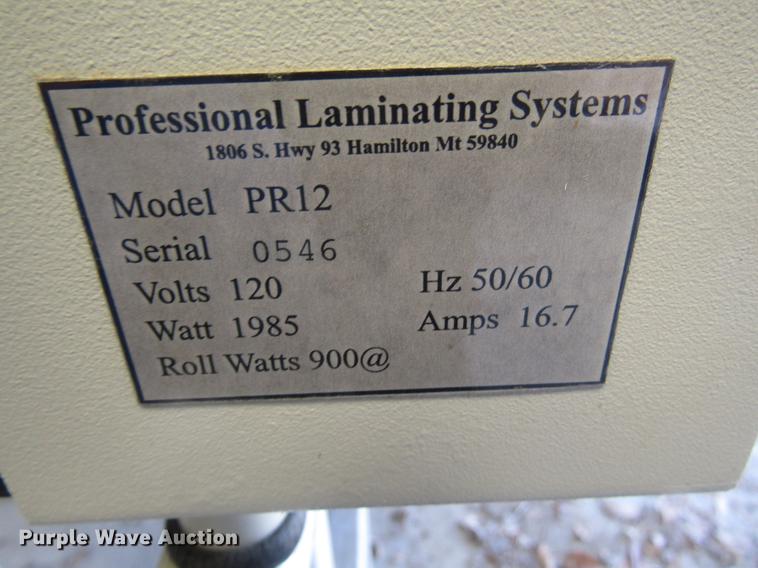 Professional Laminating Systems
1806 S. Hwy 93 Hamilton Mt 59840
Model PR12
Serial 0546
Volts 120 Hz 50/60
Watt 1985 Amps 16.7
Roll Watts 900@
Purple Wave Auction